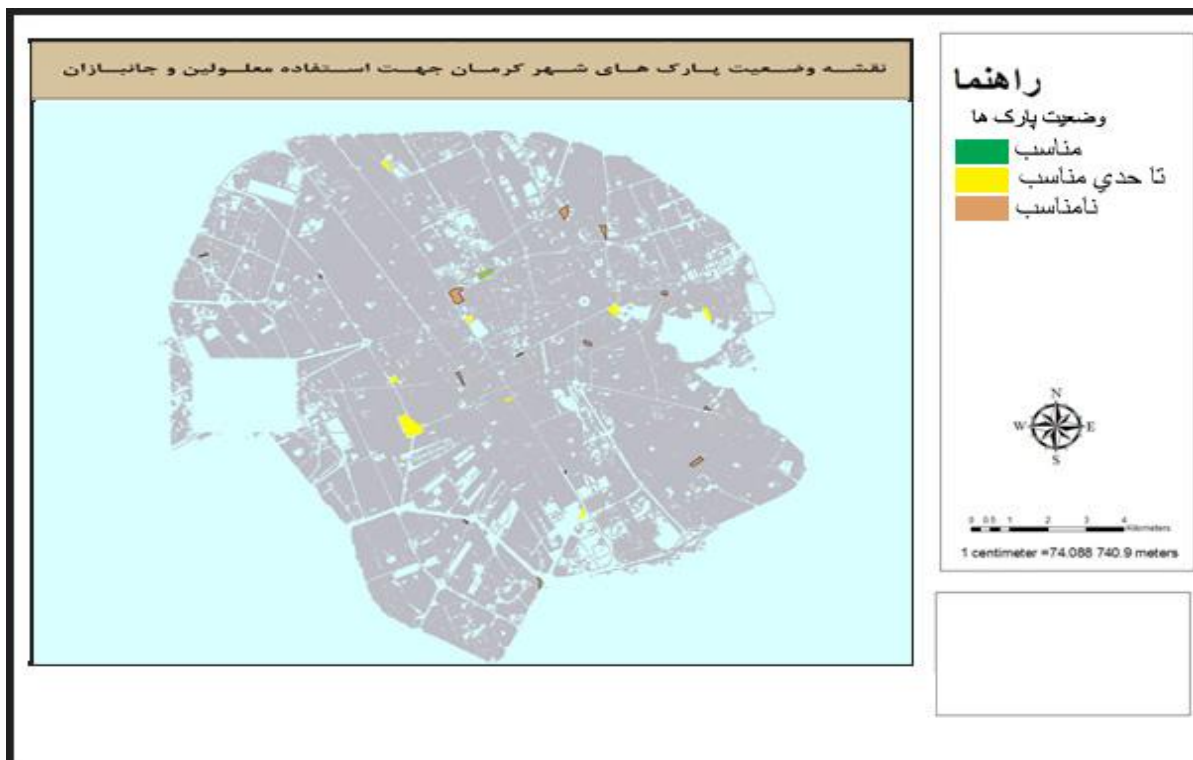 نقشه وضعیت پارک های شهر کرمان جهت استفاده معلولین و جانبازان
راهنما
وضعیت پارک ها
مناسب
تا حدي مناسب
نامناسب
N
W E
S
0 0.5 1 2 3 4
Kilometers
1 centimeter =74.088 740.9 meters